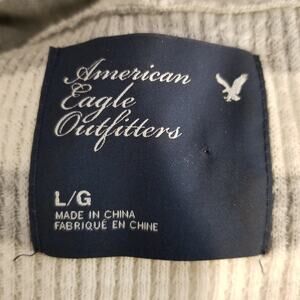 American
Eagle
Outfitters
L/G
MADE IN CHINA
FABRIQUÉ EN CHINE